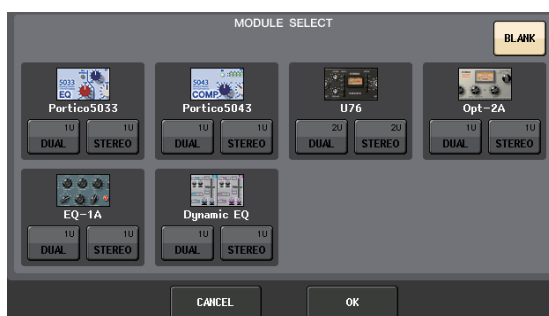 MODULE SELECT
BLANK
5033
EQ
Portico5033
1U
DUAL
1U
STEREO
5043
COMP
Portico5043
1U
DUAL
1U
STEREO
U76
2U
DUAL
2U
STEREO
Opt-2A
1U
DUAL
1U
STEREO
EQ-1A
1U
DUAL
1U
STEREO
Dynamic EQ
1U
DUAL
1U
STEREO
CANCEL
OK